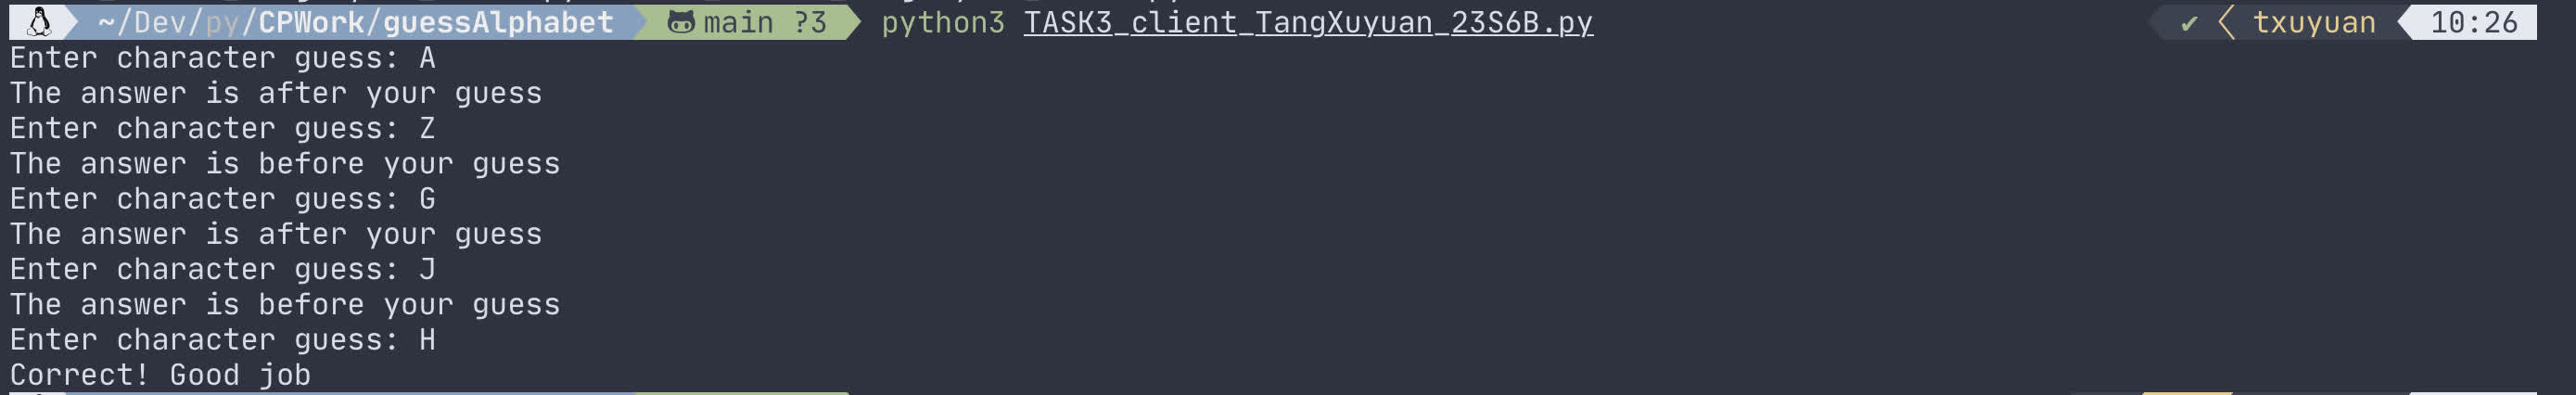 ~/Dev/py/CPWork/guessAlphabet main ?3 python3 TASK3_client_TangXuyuan_23S6B.py ✔ txuyuan 10:26
Enter character guess: A
The answer is after your guess
Enter character guess: Z
The answer is before your guess
Enter character guess: G
The answer is after your guess
Enter character guess: J
The answer is before your guess
Enter character guess: H
Correct! Good job